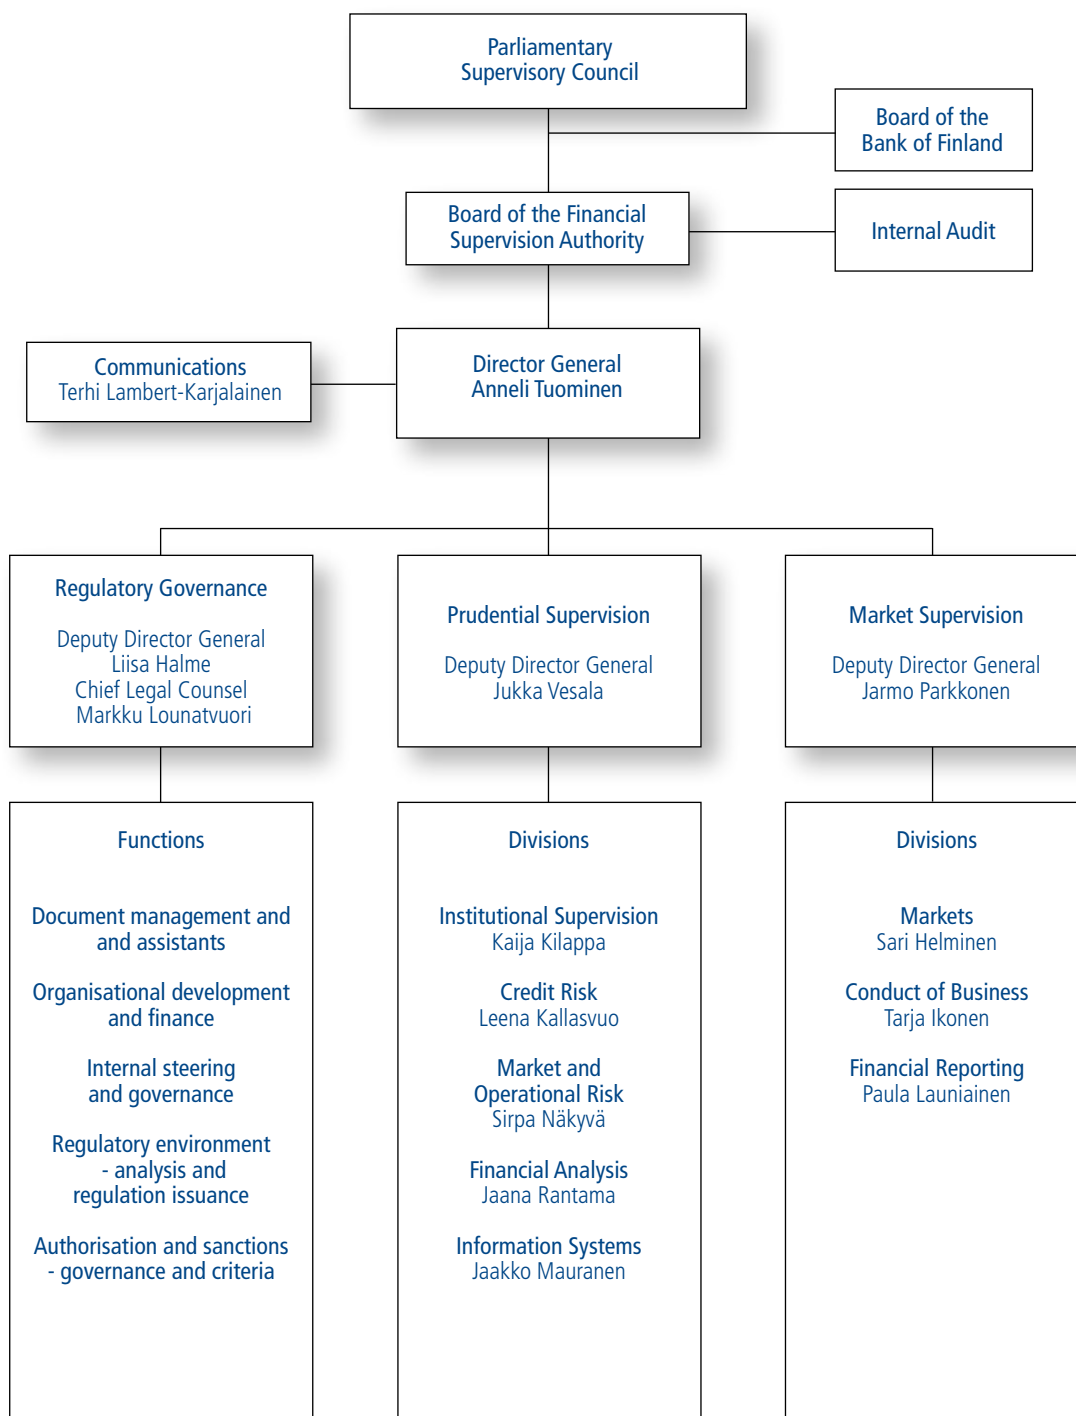 Parliamentary
Supervisory Council
Board of the
Bank of Finland
Board of the Financial
Supervision Authority
Internal Audit
Communications
Terhi Lambert-Karjalainen
Director General
Anneli Tuominen
Regulatory Governance
Deputy Director General
Liisa Halme
Chief Legal Counsel
Markku Lounatvuori
Prudential Supervision
Deputy Director General
Jukka Vesala
Market Supervision
Deputy Director General
Jarmo Parkkonen
Functions
Document management and
and assistants
Organisational development
and finance
Internal steering
and governance
Regulatory environment
- analysis and
regulation issuance
Authorisation and sanctions
- governance and criteria
Divisions
Institutional Supervision
Kaija Kilappa
Credit Risk
Leena Kallasvuo
Market and
Operational Risk
Sirpa Näkyvä
Financial Analysis
Jaana Rantama
Information Systems
Jaakko Mauranen
Divisions
Markets
Sari Helminen
Conduct of Business
Tarja Ikonen
Financial Reporting
Paula Launiainen